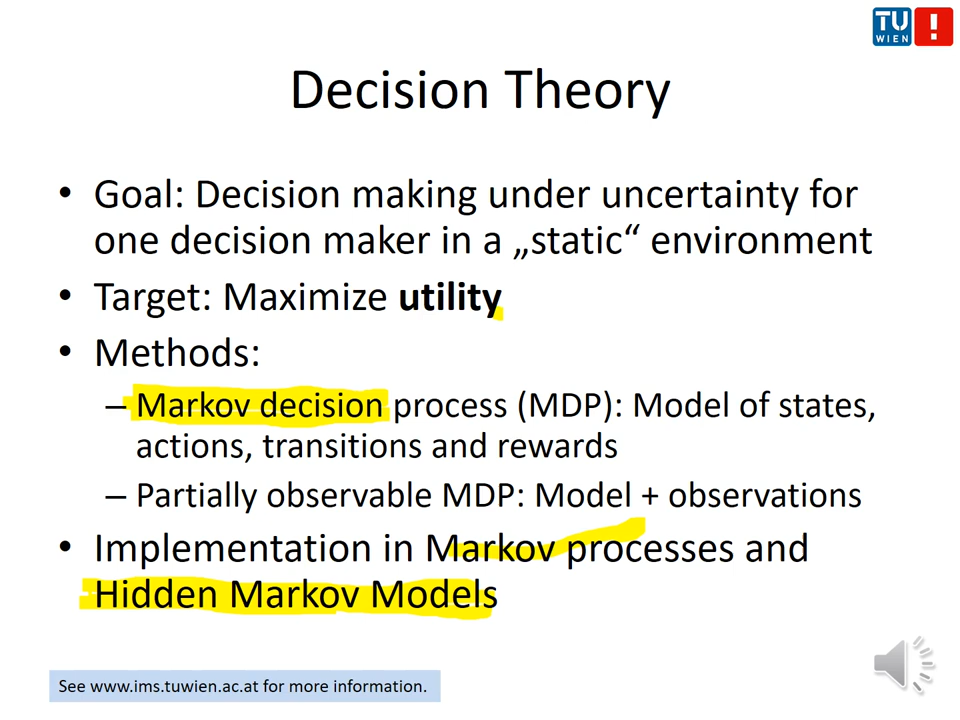 TU
WIEN
!
Decision Theory
• Goal: Decision making under uncertainty for
one decision maker in a „static“ environment
• Target: Maximize utility
• Methods:
– Markov decision process (MDP): Model of states,
actions, transitions and rewards
– Partially observable MDP: Model + observations
• Implementation in Markov processes and
Hidden Markov Models
See www.ims.tuwien.ac.at for more information.